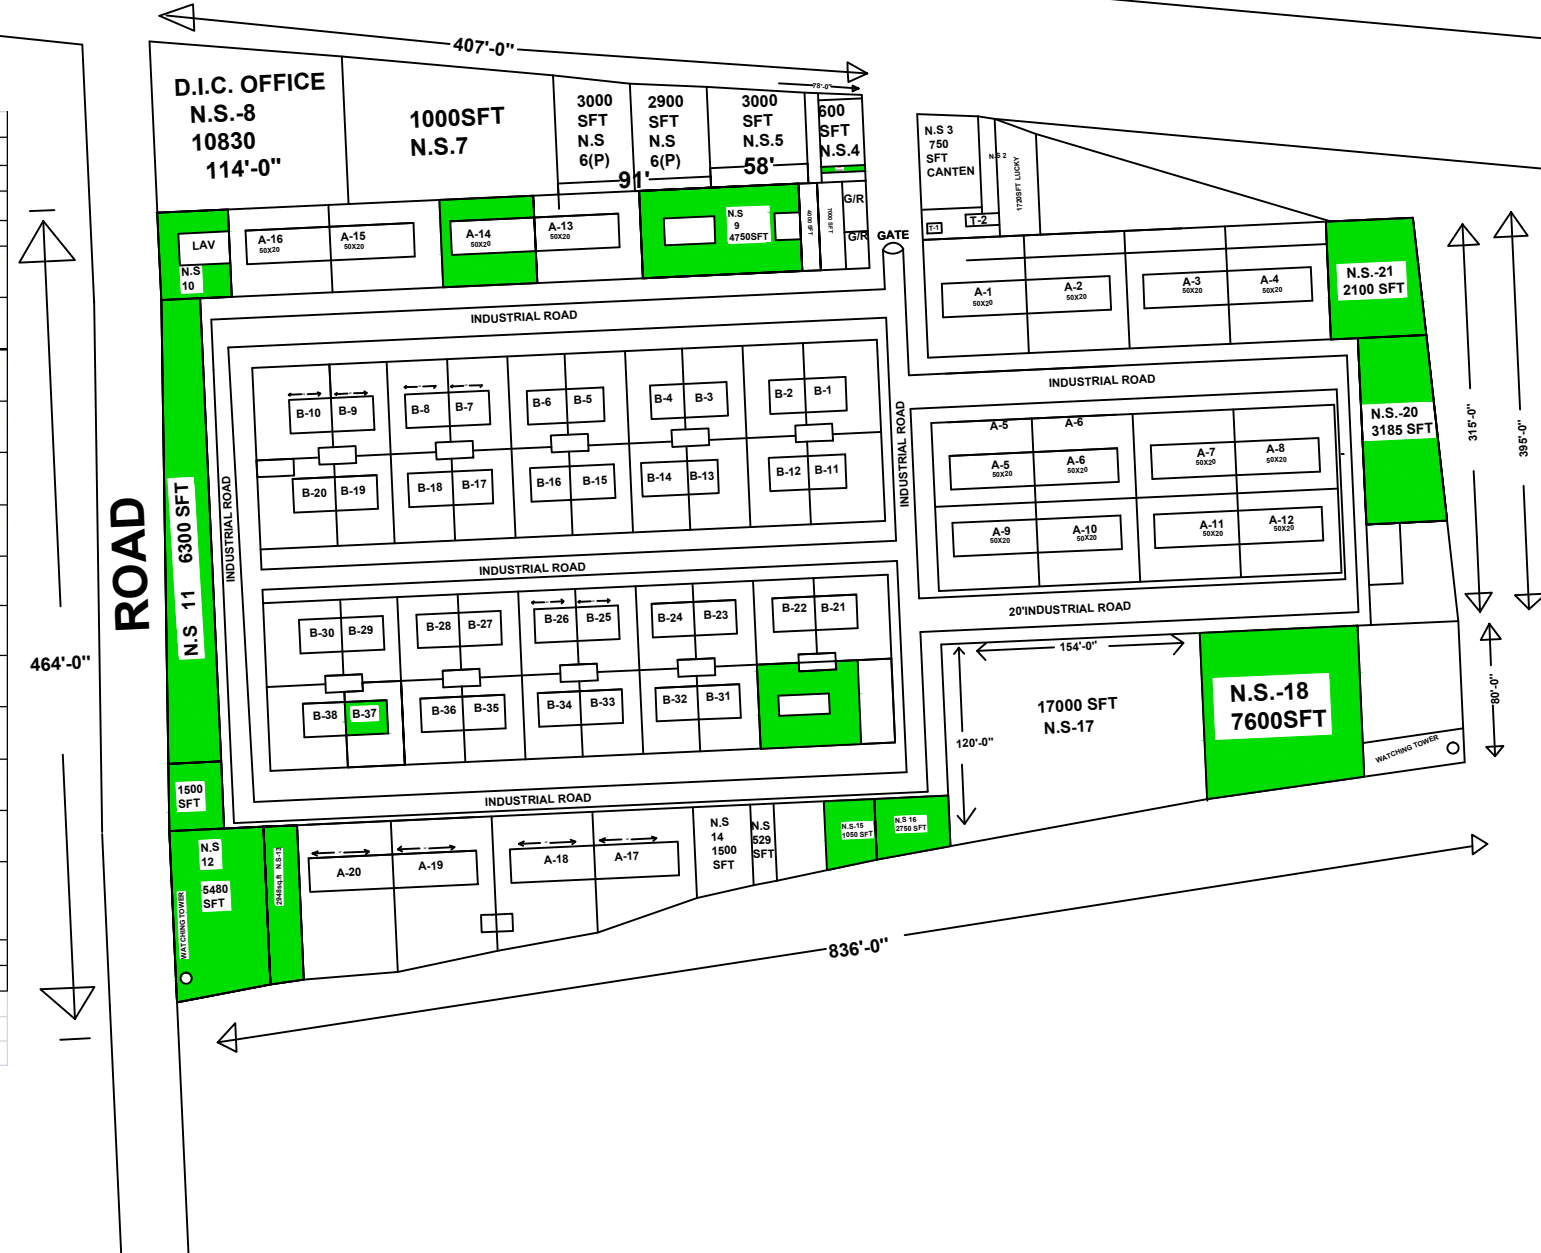 407'-0"
78'-0"
D.I.C. OFFICE
N.S.-8
10830
114'-0"
1000SFT
N.S.7
3000
SFT
N.S
6(P)
2900
SFT
N.S
6(P)
91'
3000
SFT
N.S.5
58'
600
SFT
N.S.4
N.S 3
750
SFT
CANTEN
N.S 2
1720SFT LUCKY
T-1
T-2
LAV
N.S
10
A-16
50X20
A-15
50X20
A-14
50X20
A-13
50X20
N.S
9
4750SFT
4000 SFT
7000 SFT
G/R
G/R
GATE
A-1
50X20
A-2
50X20
A-3
50X20
A-4
50X20
N.S.-21
2100 SFT
INDUSTRIAL ROAD
INDUSTRIAL ROAD
B-10
B-9
B-8
B-7
B-6
B-5
B-4
B-3
B-2
B-1
B-20
B-19
B-18
B-17
B-16
B-15
B-14
B-13
B-12
B-11
INDUSTRIAL ROAD
INDUSTRIAL ROAD
A-5
A-6
A-5
50X20
A-6
50X20
A-7
50X20
A-8
50X20
A-9
50X20
A-10
50X20
A-11
50X20
A-12
50X20
N.S.-20
3185 SFT
315'-0"
395'-0"
ROAD
N.S 11 6300 SFT
464'-0"
INDUSTRIAL ROAD
20'INDUSTRIAL ROAD
B-30
B-29
B-28
B-27
B-26
B-25
B-24
B-23
B-22
B-21
B-38
B-37
B-36
B-35
B-34
B-33
B-32
B-31
154'-0"
120'-0"
17000 SFT
N.S-17
N.S.-18
7600SFT
80'-0"
WATCHING TOWER
INDUSTRIAL ROAD
1500
SFT
N.S
12
5480
SFT
WATCHING TOWER
2948sq.ft N.S-13
A-20
A-19
A-18
A-17
N.S
14
1500
SFT
N.S
529
SFT
N.S-15
1050 SFT
N.S 16
2750 SFT
836'-0"